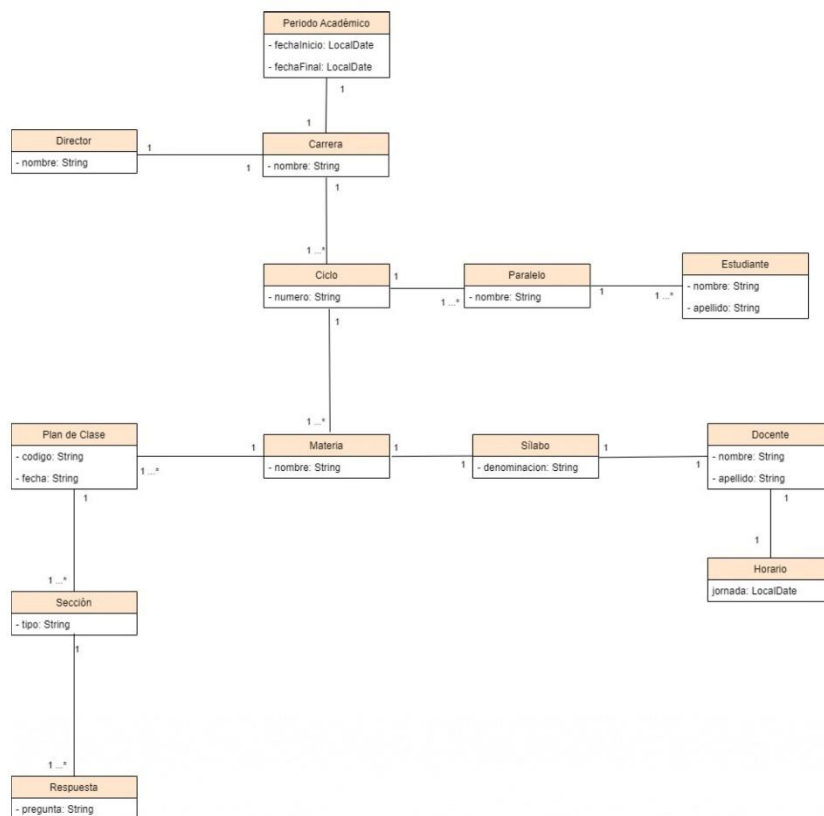 Periodo Académico
- fechaInicio: LocalDate
- fechaFinal: LocalDate
1
1
Director
- nombre: String
1
1
Carrera
- nombre: String
1
1 ...*
Ciclo
- numero: String
1
1 ...*
Paralelo
- nombre: String
1
1 ...*
Estudiante
- nombre: String
- apellido: String
1
1 ...*
Plan de Clase
- codigo: String
- fecha: String
1
1 ...*
Materia
- nombre: String
1
1
Sílabo
- denominacion: String
1
1
Docente
- nombre: String
- apellido: String
1
1
1 ...*
1
Horario
jornada: LocalDate
Sección
- tipo: String
1
1 ...*
Respuesta
- pregunta: String